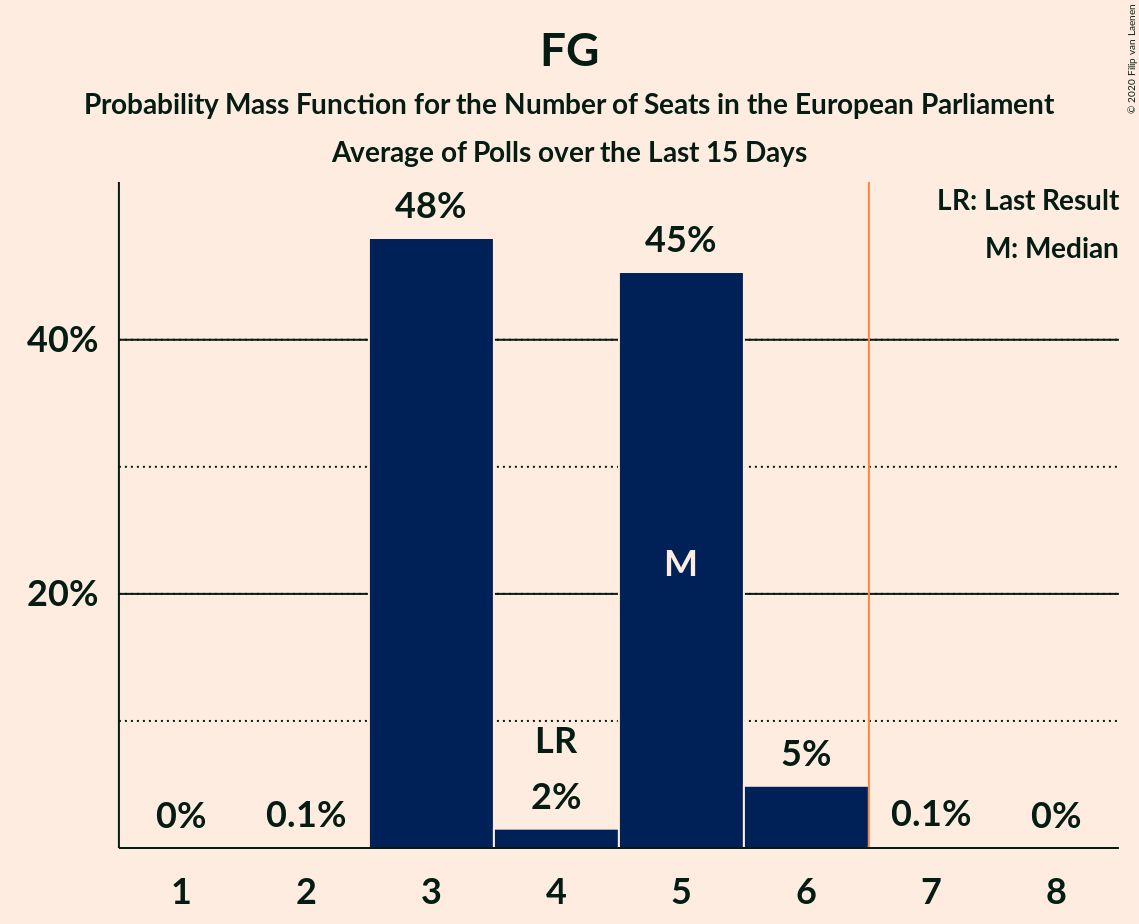 FG
Probability Mass Function for the Number of Seats in the European Parliament
Average of Polls over the Last 15 Days
© 2020 Filip van Laenen
LR: Last Result
M: Median
48%
45%
40%
20%
M
LR
0%
0.1%
2%
5%
0.1%
0%
1 2 3 4 5 6 7 8